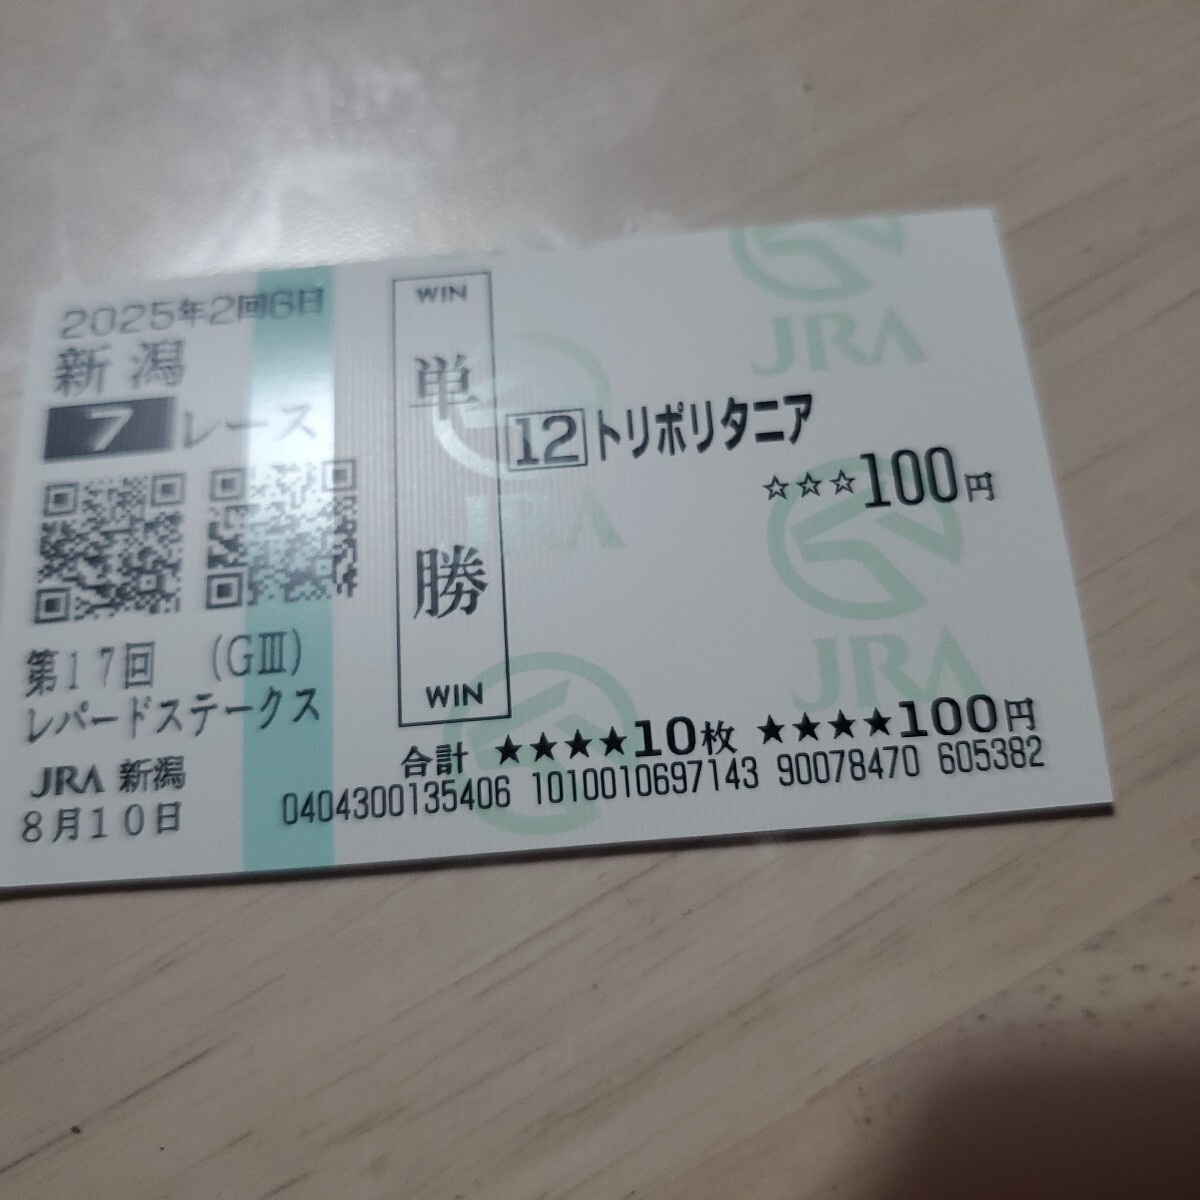 2025年2回6日
新潟
7 レース
第17回 (GⅢ)
レパードステークス
JRA 新潟
8月10日
WIN
単勝
WIN
12 トリポリタニア
☆☆☆100円
合計 ★★★★10枚 ★★★★100円
0404300135406 1010010697143 90078470 605382
JRA
JRA
JRA